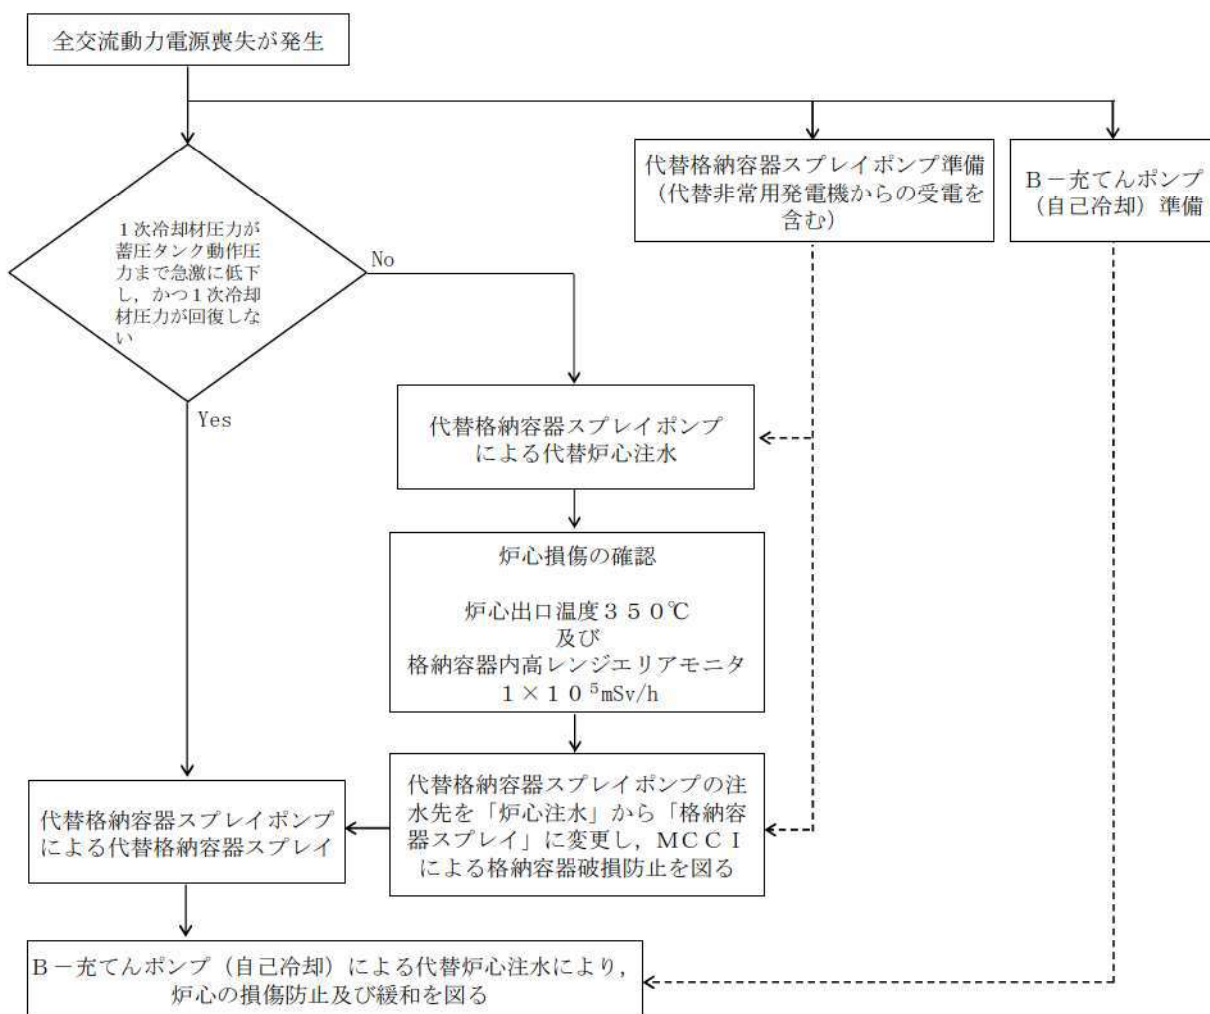 全交流動力電源喪失が発生
代替格納容器スプレイポンプ準備
（代替非常用発電機からの受電を
含む）
Ｂ－充てんポンプ
（自己冷却）準備
１次冷却材圧力が
蓄圧タンク動作圧
力まで急激に低下
し，かつ１次冷却
材圧力が回復しな
い
No
Yes
代替格納容器スプレイポンプ
による代替炉心注水
炉心損傷の確認
炉心出口温度３５０℃
及び
格納容器内高レンジエリアモニタ
１×１０⁵mSv/h
代替格納容器スプレイポンプの注
水先を「炉心注水」から「格納容
器スプレイ」に変更し，ＭＣＣＩ
による格納容器破損防止を図る
代替格納容器スプレイポンプ
による代替格納容器スプレイ
Ｂ－充てんポンプ（自己冷却）による代替炉心注水により，
炉心の損傷防止及び緩和を図る